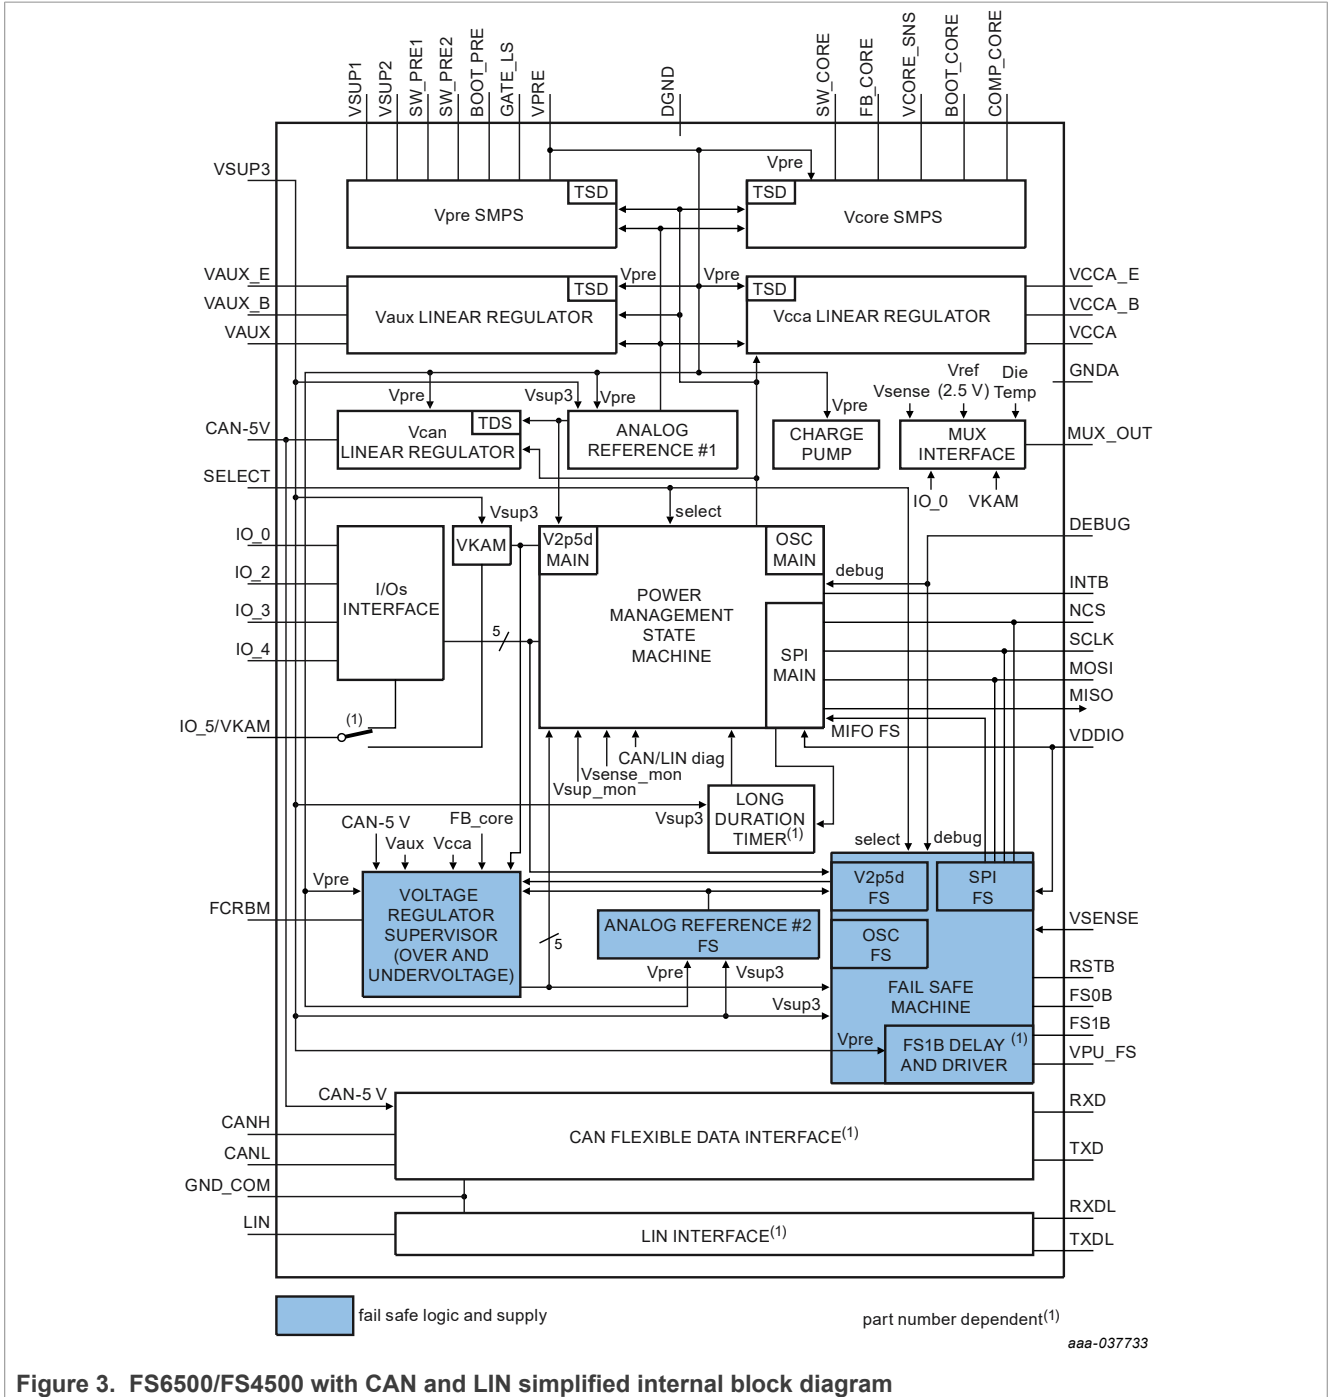 VSUP1
VSUP2
SW_PRE1
SW_PRE2
BOOT_PRE
GATE_LS
VPRE
DGND
SW_CORE
FB_CORE
VCORE_SNS
BOOT_CORE
COMP_CORE
VSUP3
Vpre
TSD
Vpre SMPS
TSD
Vcore SMPS
VAUX_E
VAUX_B
VAUX
Vpre
Vpre
TSD
Vaux LINEAR REGULATOR
TSD
Vcca LINEAR REGULATOR
VCCA_E
VCCA_B
VCCA
GNDA
Vpre
Vsup3
Vpre
Vpre
Vsense
Vref
(2.5 V)
Die
Temp
CAN-5V
Vcan
LINEAR REGULATOR
TDS
ANALOG
REFERENCE #1
CHARGE
PUMP
MUX
INTERFACE
MUX_OUT
SELECT
IO_0
VKAM
Vsup3
select
IO_0
IO_2
IO_3
IO_4
I/Os
INTERFACE
VKAM
V2p5d
MAIN
OSC
MAIN
POWER
MANAGEMENT
STATE
MACHINE
SPI
MAIN
5
debug
DEBUG
INTB
NCS
SCLK
MOSI
MISO
MIFO FS
VDDIO
IO_5/VKAM
(1)
CAN/LIN diag
Vsense_mon
Vsup_mon
Vsup3
LONG
DURATION
TIMER(1)
CAN-5 V
Vaux
Vcca
FB_core
select
debug
Vpre
FCRBM
VOLTAGE
REGULATOR
SUPERVISOR
(OVER AND
UNDERVOLTAGE)
5
ANALOG REFERENCE #2
FS
Vpre
Vsup3
Vsup3
V2p5d
FS
SPI
FS
OSC
FS
FAIL SAFE
MACHINE
Vpre
FS1B DELAY (1)
AND DRIVER
VSENSE
RSTB
FS0B
FS1B
VPU_FS
CAN-5 V
CANH
CANL
GND_COM
LIN
CAN FLEXIBLE DATA INTERFACE(1)
LIN INTERFACE(1)
RXD
TXD
RXDL
TXDL
fail safe logic and supply
part number dependent(1)
aaa-037733
Figure 3. FS6500/FS4500 with CAN and LIN simplified internal block diagram